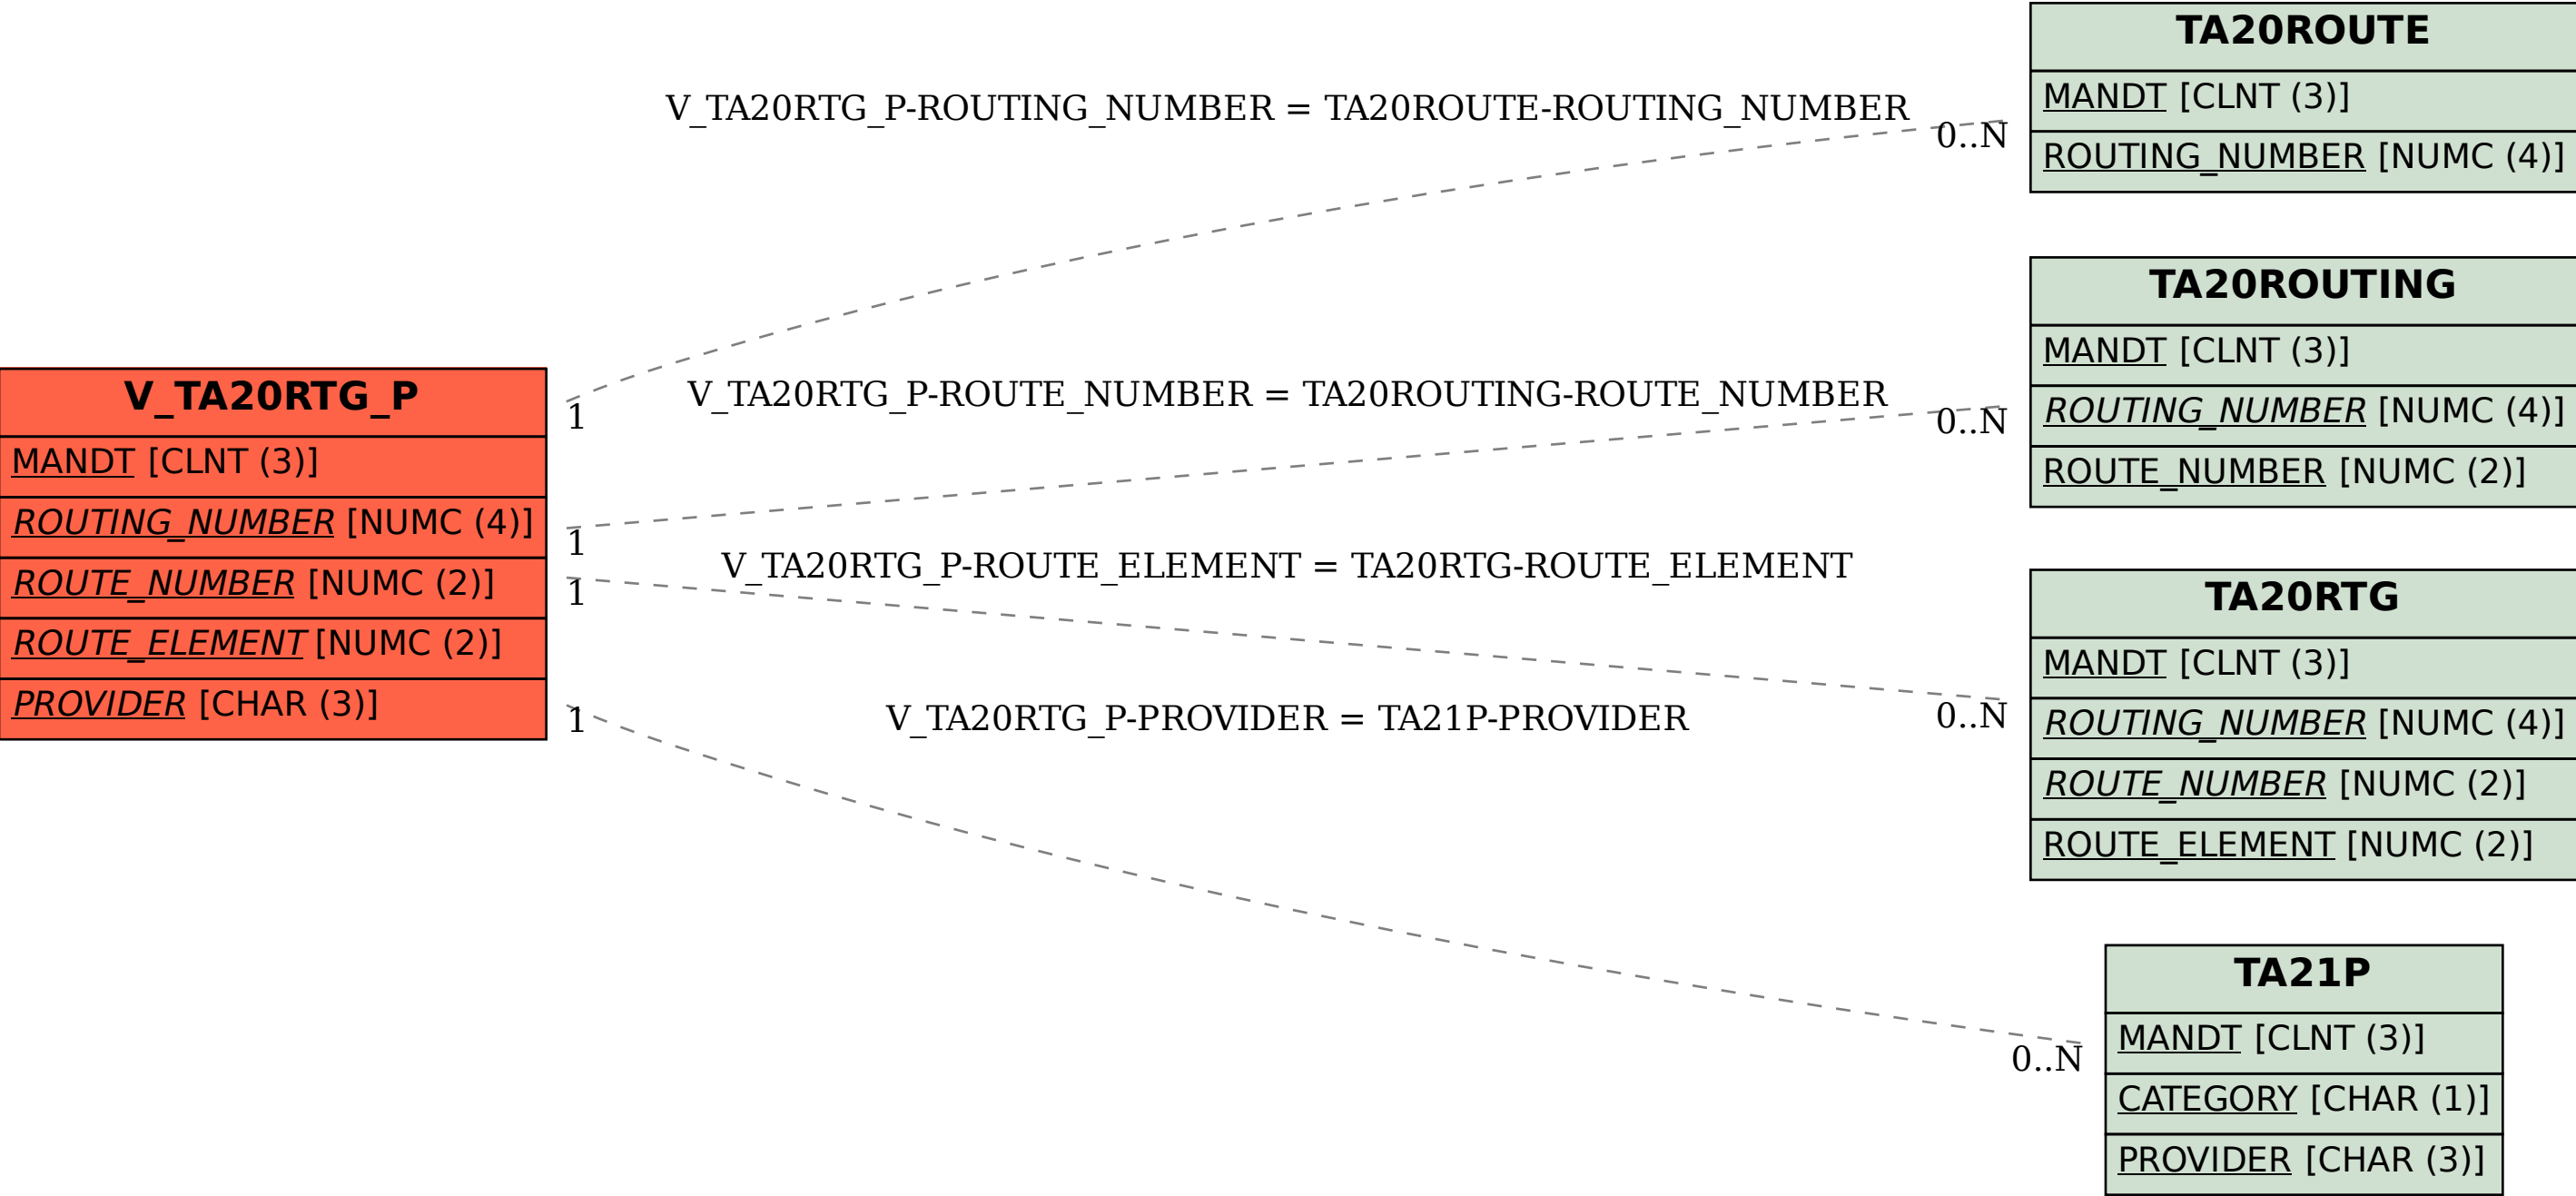 TA20ROUTE
MANDT [CLNT (3)]
ROUTING_NUMBER [NUMC (4)]
V_TA20RTG_P-ROUTING_NUMBER = TA20ROUTE-ROUTING_NUMBER
0..N
TA20ROUTING
MANDT [CLNT (3)]
ROUTING_NUMBER [NUMC (4)]
ROUTE_NUMBER [NUMC (2)]
V_TA20RTG_P-ROUTE_NUMBER = TA20ROUTING-ROUTE_NUMBER
0..N
V_TA20RTG_P
MANDT [CLNT (3)]
ROUTING_NUMBER [NUMC (4)]
ROUTE_NUMBER [NUMC (2)]
ROUTE_ELEMENT [NUMC (2)]
PROVIDER [CHAR (3)]
1
1
1
1
V_TA20RTG_P-ROUTE_ELEMENT = TA20RTG-ROUTE_ELEMENT
0..N
TA20RTG
MANDT [CLNT (3)]
ROUTING_NUMBER [NUMC (4)]
ROUTE_NUMBER [NUMC (2)]
ROUTE_ELEMENT [NUMC (2)]
V_TA20RTG_P-PROVIDER = TA21P-PROVIDER
0..N
TA21P
MANDT [CLNT (3)]
CATEGORY [CHAR (1)]
PROVIDER [CHAR (3)]